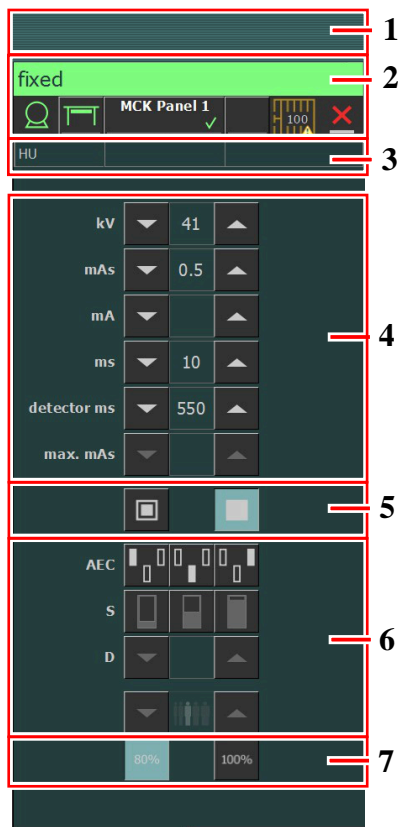 1
fixed
2
MCK Panel 1
100
HU
3
kV 41
mAs 0.5
mA
4
ms 10
detector ms 550
max. mAs
5
AEC
S
6
D
80% 100%
7